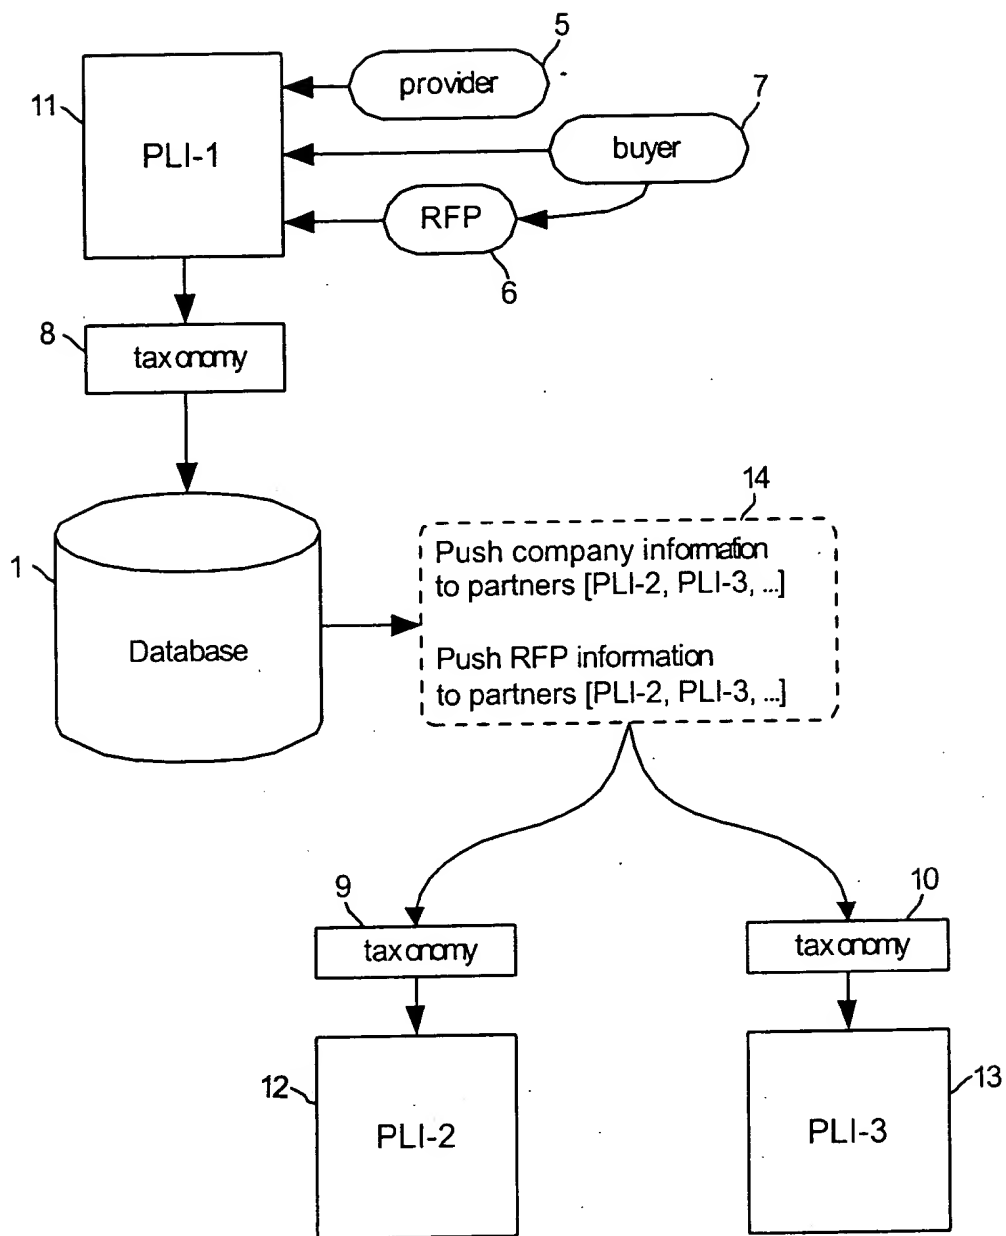 5
provider
11
7
PLI-1
buyer
RFP
6
8
taxonomy
14
Push company information
to partners [PLI-2, PLI-3, ...]
1
Database
Push RFP information
to partners [PLI-2, PLI-3, ...]
9
10
taxonomy
taxonomy
12
13
PLI-2
PLI-3